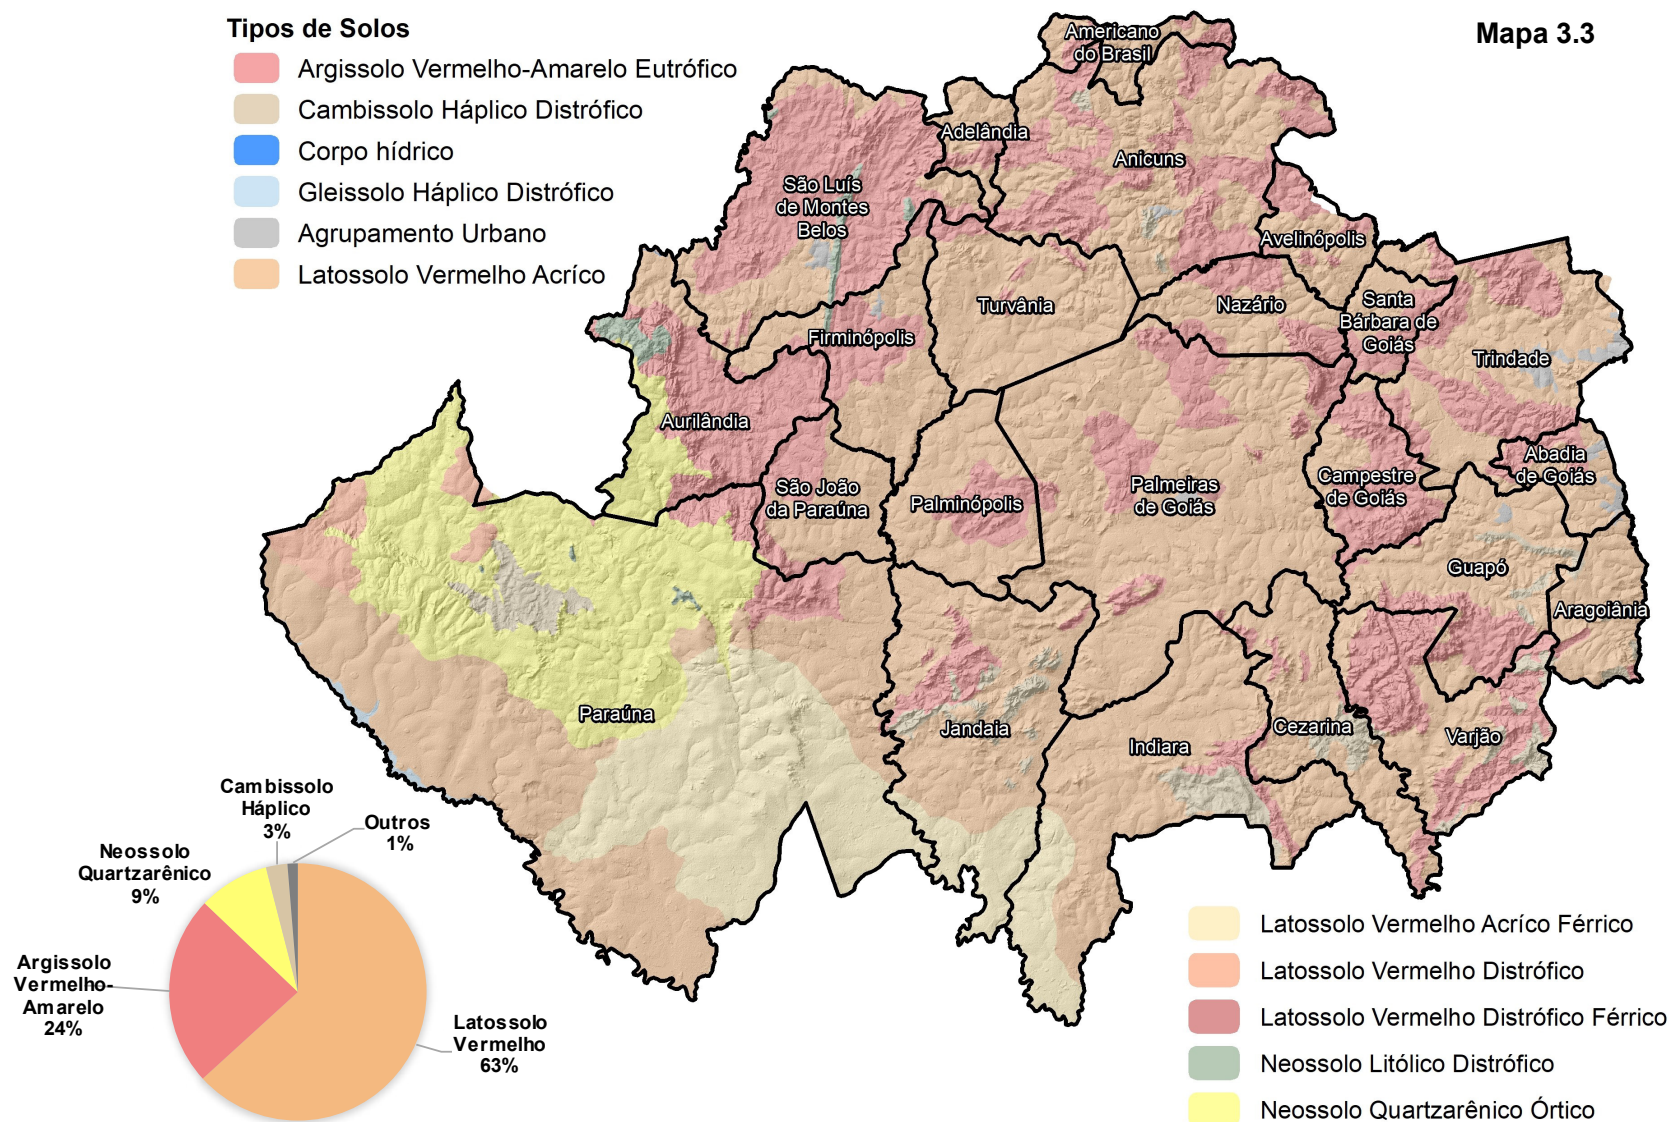 Tipos de Solos
Argissolo Vermelho-Amarelo Eutrófico
Cambissolo Háplico Distrófico
Corpo hídrico
Gleissolo Háplico Distrófico
Agrupamento Urbano
Latossolo Vermelho Acríco
Mapa 3.3
Americano
do Brasil
Adelândia
Anicuns
São Luís
de Montes
Belos
Avelinópolis
Turvânia
Nazário
Santa
Bárbara de
Goiás
Firminópolis
Trindade
Aurilândia
Abadia
de Goiás
São João
da Paraúna
Palminópolis
Palmeiras
de Goiás
Campestre
de Goiás
Guapó
Aragoiânia
Paraúna
Jandaia
Indiara
Cezarina
Varjão
Cambissolo
Háplico
3%
Outros
1%
Neossolo
Quartzarênico
9%
Argissolo
Vermelho-
Amarelo
24%
Latossolo
Vermelho
63%
Latossolo Vermelho Acríco Férrico
Latossolo Vermelho Distrófico
Latossolo Vermelho Distrófico Férrico
Neossolo Litólico Distrófico
Neossolo Quartzarênico Órtico